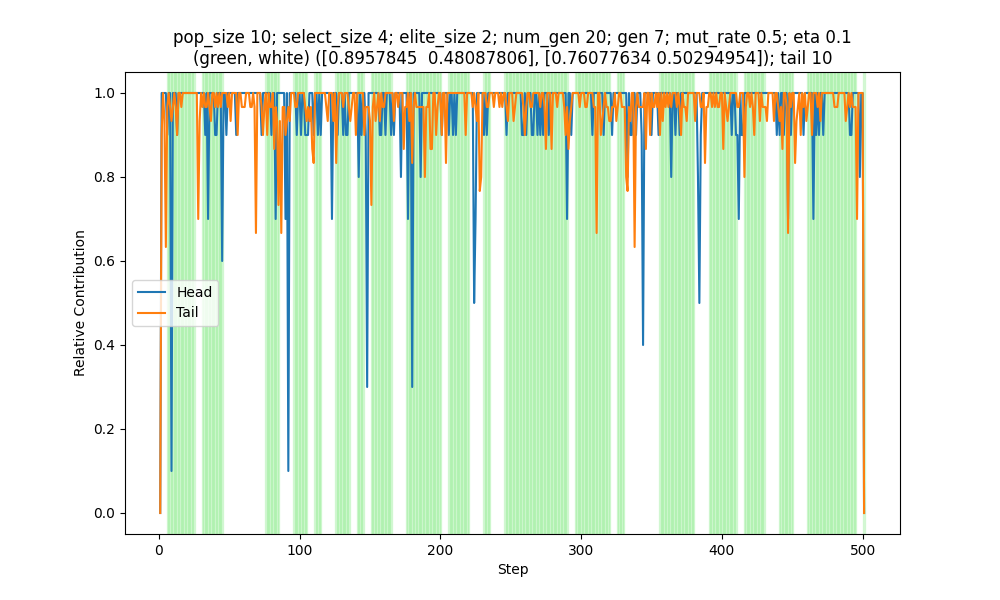 pop_size 10; select_size 4; elite_size 2; num_gen 20; gen 7; mut_rate 0.5; eta 0.1
(green, white) ([0.8957845  0.48087806], [0.76077634 0.50294954]); tail 10
1.0
0.8
0.6
0.4
0.2
0.0
Relative Contribution
Head
Tail
0
100
200
300
400
500
Step